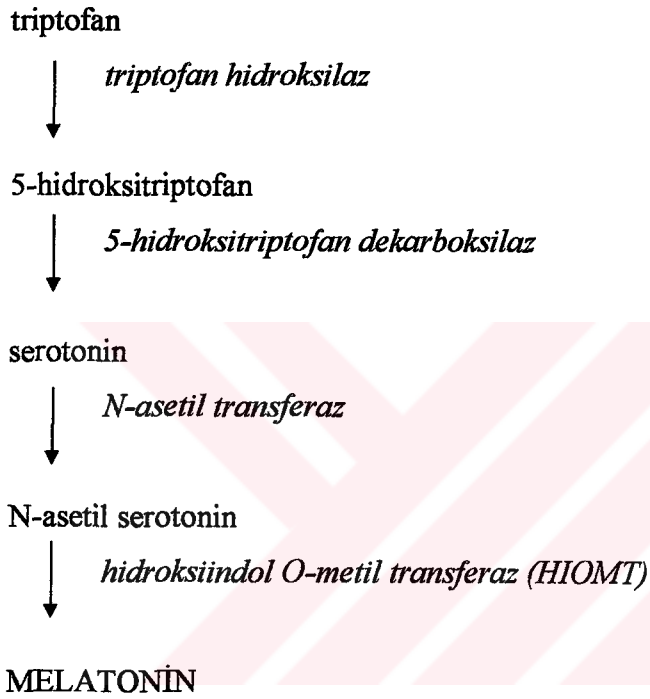 triptofan
triptofan hidroksilaz
5-hidroksitriptofan
5-hidroksitriptofan dekarboksilaz
serotonin
N-asetil transferaz
N-asetil serotonin
hidroksiindol O-metil transferaz (HIOMT)
MELATONİN